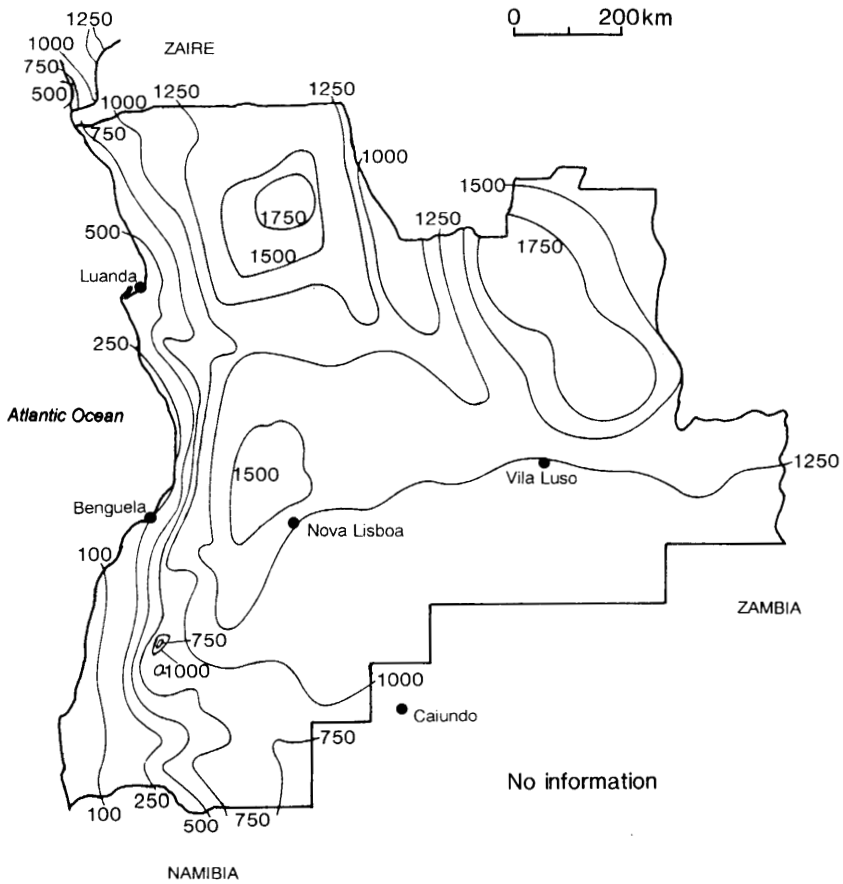 1250
0 200km
1000
ZAIRE
750
500
1000 1250
1250
750
1000
1500
1750
1250
500
1500
1750
Luanda
250
Atlantic Ocean
1500
1250
Vila Luso
Benguela
Nova Lisboa
100
ZAMBIA
750
1000
1000
Caiundo
750
No information
100
250
500
750
NAMIBIA